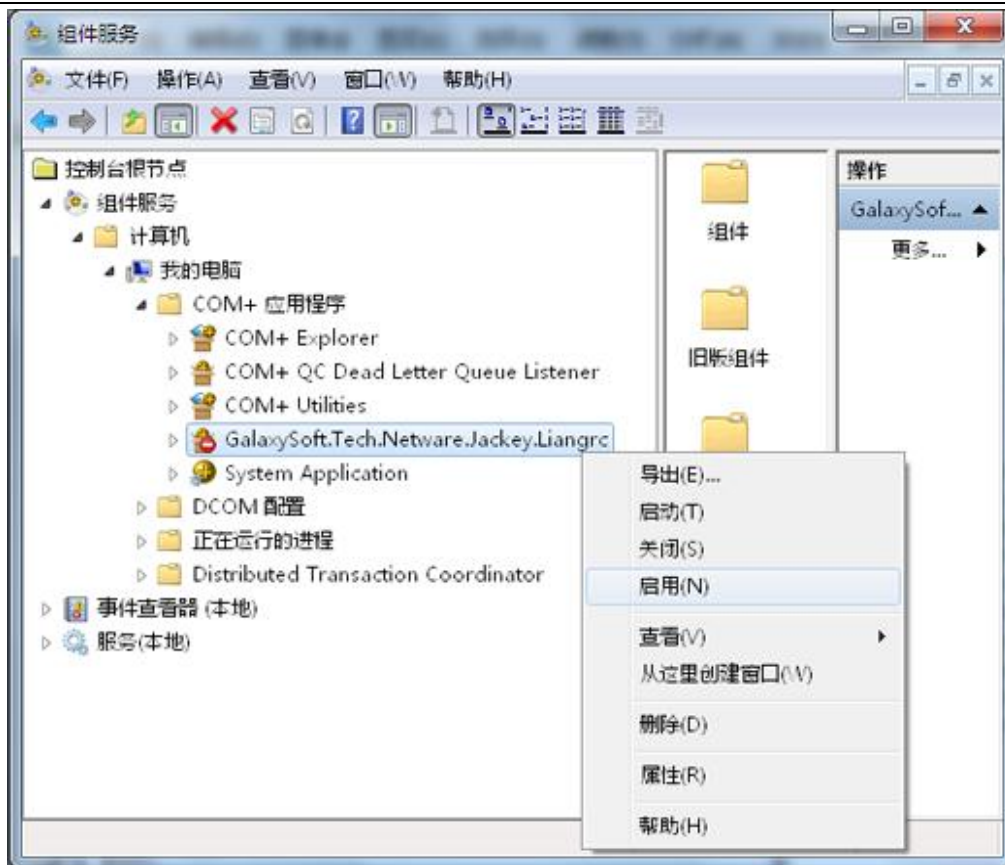 组件服务
文件(F) 操作(A) 查看(V) 窗口(W) 帮助(H)
控制台根节点
组件服务
计算机
我的电脑
COM+ 应用程序
COM+ Explorer
COM+ QC Dead Letter Queue Listener
COM+ Utilities
GalaxySoft.Tech.Netware.Jackey.Liangrc
System Application
DCOM 配置
正在运行的进程
Distributed Transaction Coordinator
事件查看器 (本地)
服务(本地)
组件
旧版组件
操作
GalaxySof...
更多...
导出(E)...
启动(T)
关闭(S)
启用(N)
查看(V)
从这里创建窗口(W)
删除(D)
属性(R)
帮助(H)